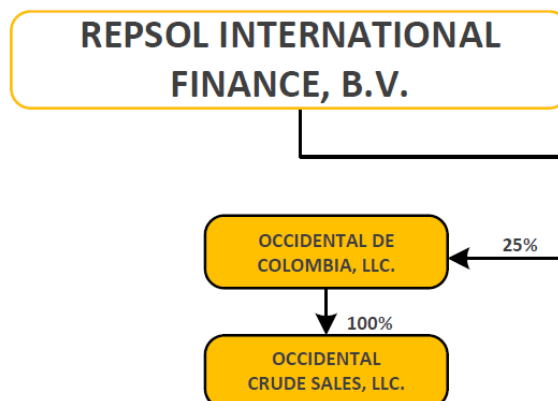 REPSOL INTERNATIONAL
FINANCE, B.V.
OCCIDENTAL DE
COLOMBIA, LLC.
25%
100%
OCCIDENTAL
CRUDE SALES, LLC.